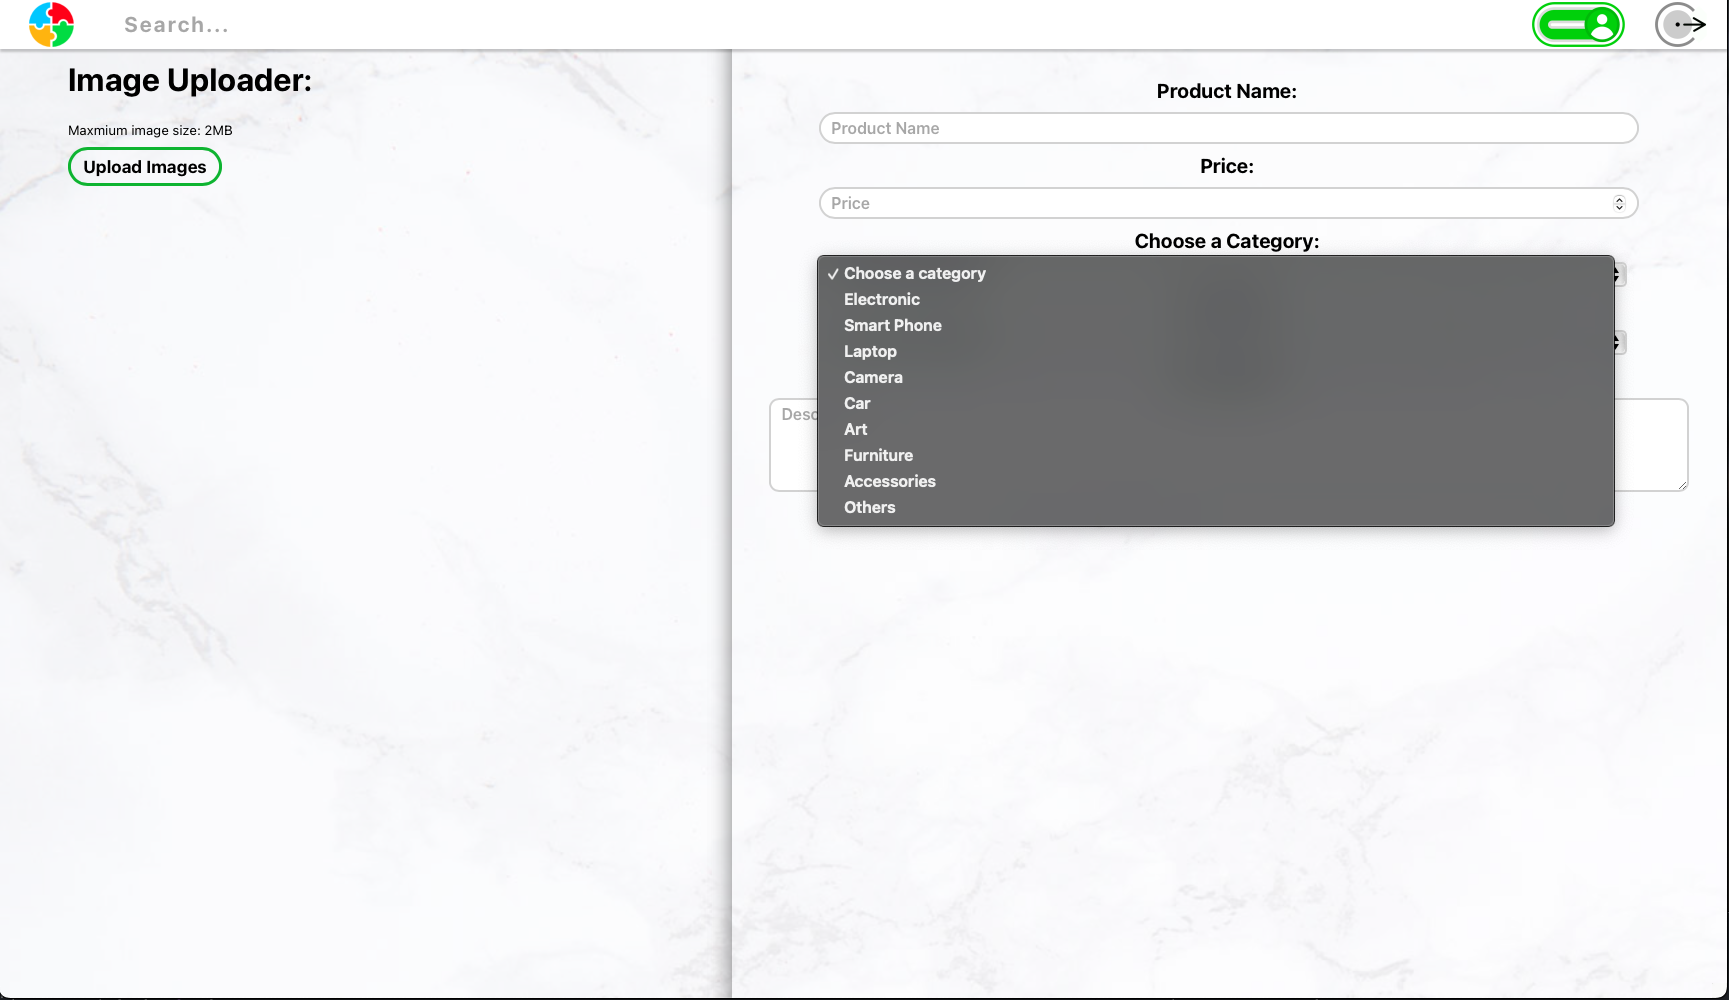 Search...
Image Uploader:
Maxmium image size: 2MB
Upload Images
Product Name:
Product Name
Price:
Price
Choose a Category:
✓ Choose a category
Electronic
Smart Phone
Laptop
Camera
Car
Art
Furniture
Accessories
Others
Desc